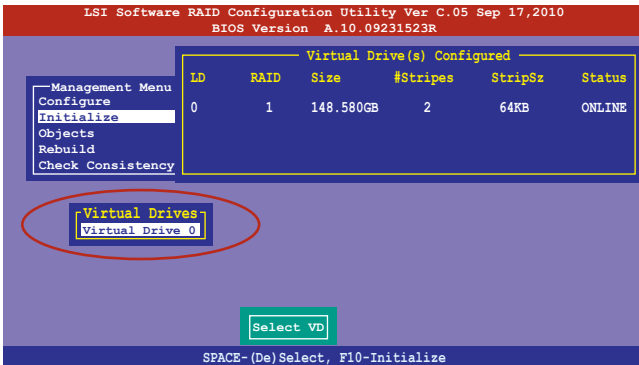 LSI Software RAID Configuration Utility Ver C.05 Sep 17,2010
BIOS Version A.10.09231523R
Virtual Drive(s) Configured
LD RAID Size #Stripes StripSz Status
0 1 148.580GB 2 64KB ONLINE
Management Menu
Configure
Initialize
Objects
Rebuild
Check Consistency
Virtual Drives
Virtual Drive 0
Select VD
SPACE-(De)Select, F10-Initialize